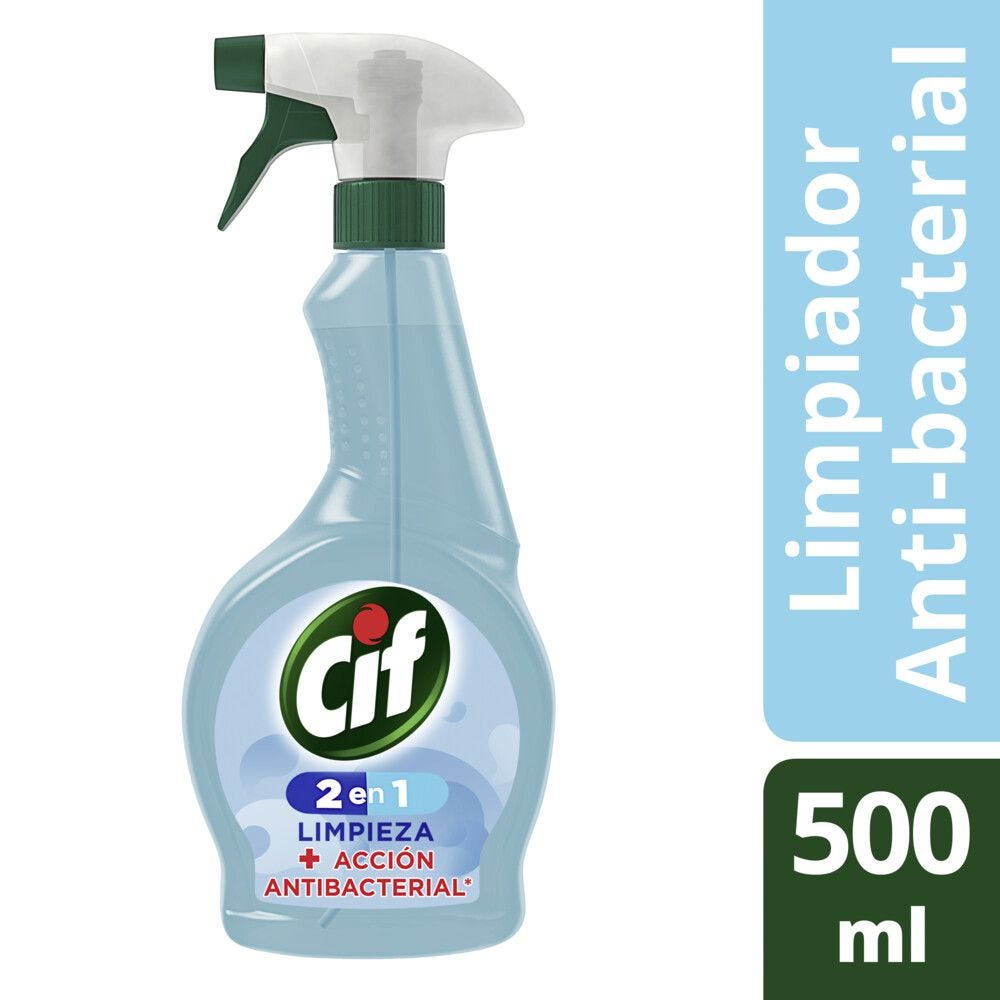 Cif
2 en 1
LIMPIEZA
+ ACCIÓN
ANTIBACTERIAL*
Limpiador
Anti-bacterial
500
ml